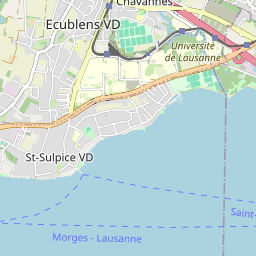 Chavannes
Ecublens VD
Université
de Lausanne
St-Sulpice VD
Saint-
Morges - Lausanne